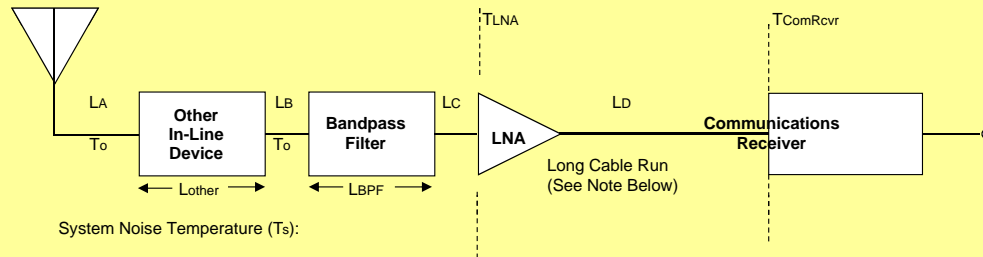 TLNA
TComRcvr
LA
LB
LC
LD
To
To
Other
In-Line
Device
Bandpass
Filter
LNA
Communications
Receiver
Long Cable Run
(See Note Below)
Lother
LBPF
System Noise Temperature (Ts):